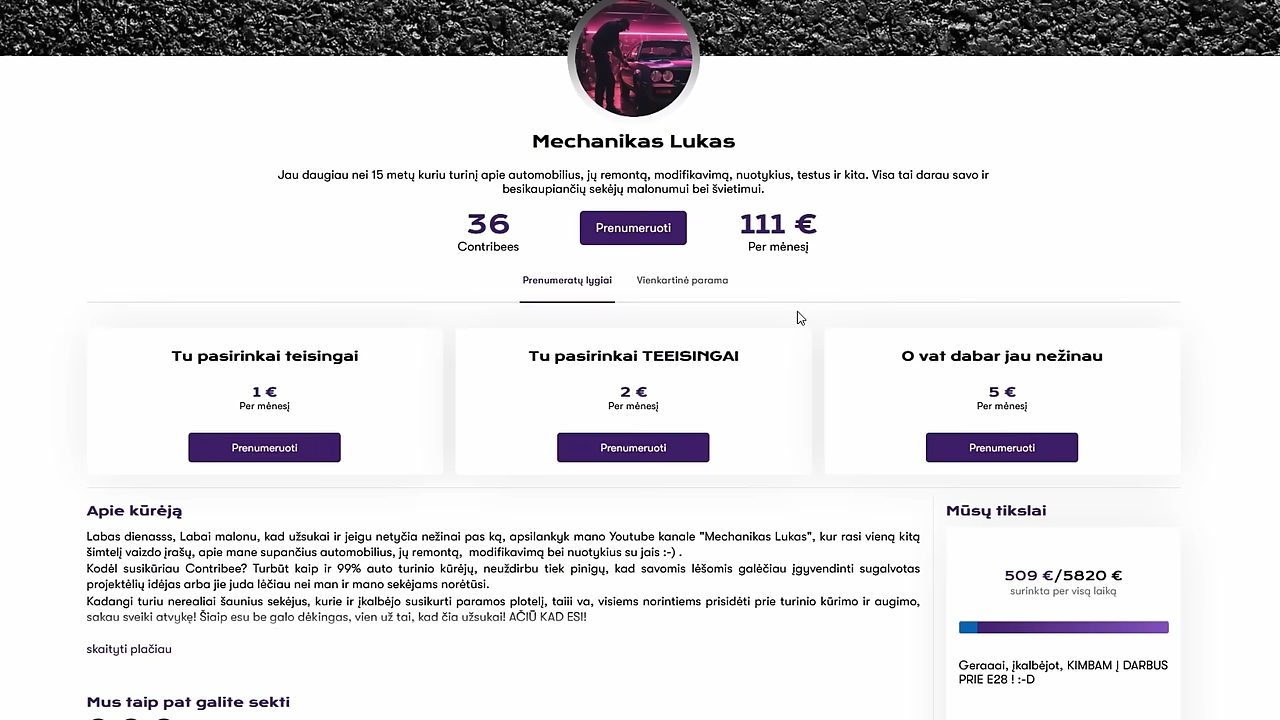 Mechanikas Lukas
Jau daugiau nei 15 metų kuriu turinį apie automobilius, jų remontą, modifikavimą, nuotykius, testus ir kita. Visa tai darau savo ir
besikaupiančių sekėjų malonumui bei švietimui.
36
Contribees
Prenumeruoti
111 €
Per mėnesį
Prenumeratų lygiai
Vienkartinė parama
Tu pasirinkai teisingai
1 €
Per mėnesį
Prenumeruoti
Tu pasirinkai TEEISINGAI
2 €
Per mėnesį
Prenumeruoti
O vat dabar jau nežinau
5 €
Per mėnesį
Prenumeruoti
Apie kūrėją
Labas dienasss, Labai malonu, kad užsukai ir jeigu netyčia nežinai pas ką, apsilankyk mano Youtube kanale "Mechanikas Lukas", kur rasi vieną kitą
šimtelį vaizdo įrašų, apie mane supančius automobilius, jų remontą, modifikavimą bei nuotykius su jais :-) .
Kodėl susikūriau Contribee? Turbūt kaip ir 99% auto turinio kūrėjų, neuždirbu tiek pinigų, kad savomis lėšomis galėčiau įgyvendinti sugalvotas
projektėlių idėjas arba jie juda lėčiau nei man ir mano sekėjams norėtųsi.
Kadangi turiu nerealiai šaunius sekėjus, kurie ir įkalbėjo susikurti paramos plotelį, taiii va, visiems norintiems prisidėti prie turinio kūrimo ir augimo,
sakau sveiki atvykę! Šiaip esu be galo dėkingas, vien už tai, kad čia užsukai! AČIŪ KAD ESI!
skaityti plačiau
Mus taip pat galite sekti
Mūsų tikslai
509 €/5820 €
surinkta per visą laiką
Geraaai, įkalbėjot, KIMBAM Į DARBUS
PRIE E28 ! :-D